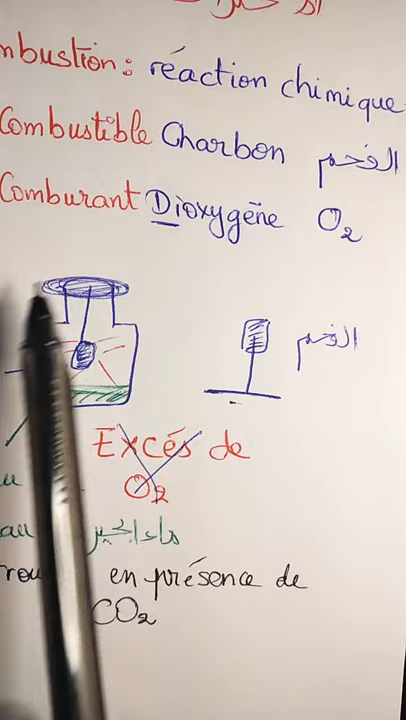 mbustion: réaction chimique
Combustible Charbon الفحم
Comburant Dioxygène O₂
الفحم
Excés de
O₂
ماء الجير
en présence de
CO₂